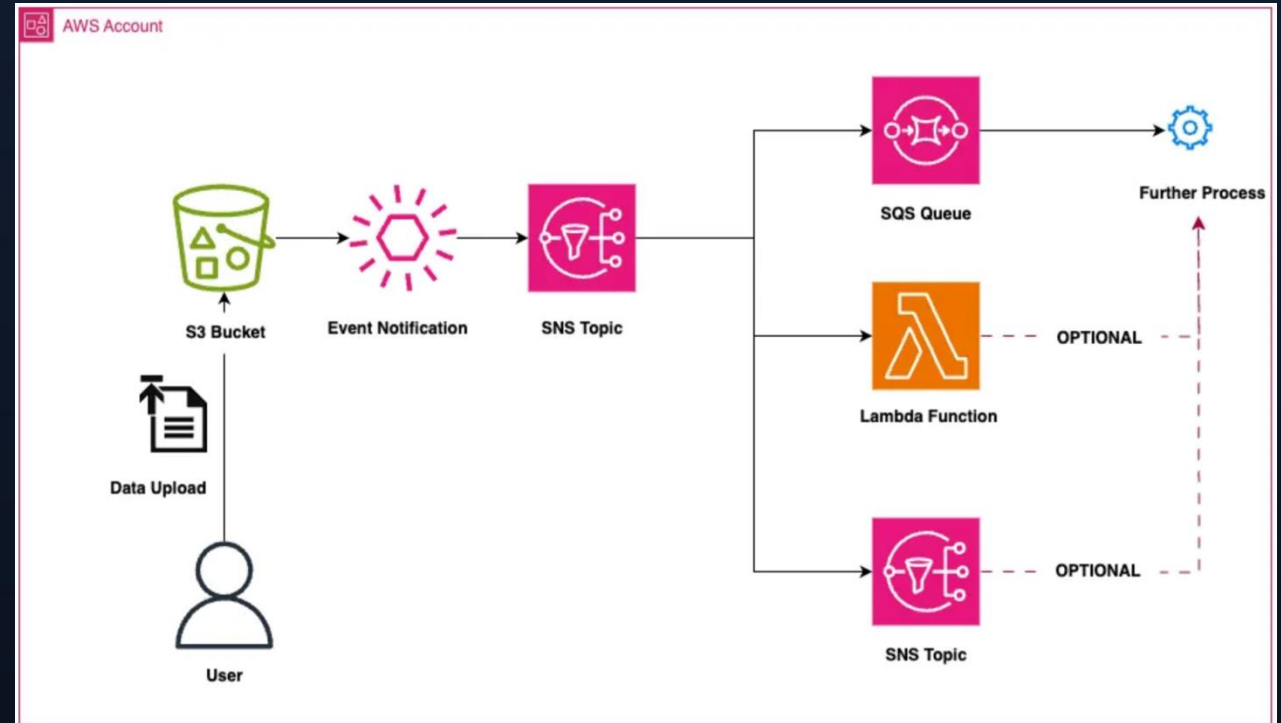 AWS Account
SQS Queue
Further Process
S3 Bucket
Event Notification
SNS Topic
OPTIONAL
Lambda Function
Data Upload
OPTIONAL
SNS Topic
User